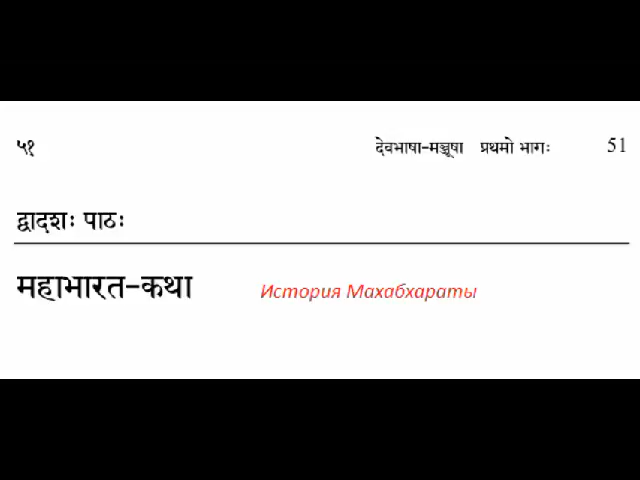 ५१ देवभाषा-मञ्जूषा प्रथमो भागः 51
द्वादशः पाठः
महाभारत-कथा История Махабхараты